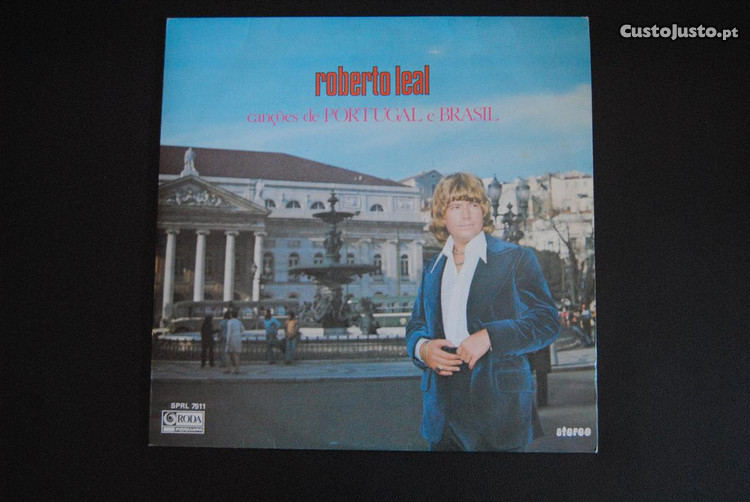 CustoJusto.pt
roberto leal
canções de PORTUGAL e BRASIL
SPRL 7511
RODA
stereo